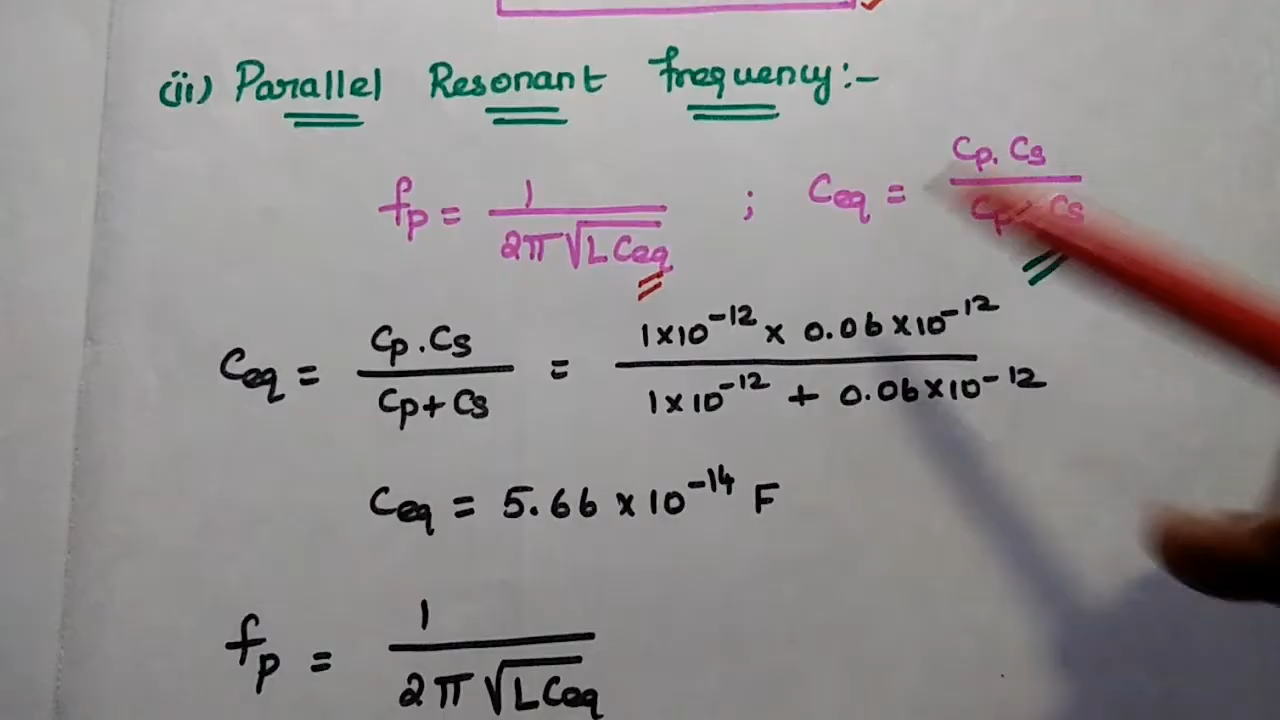 (ii) Parallel Resonant frequency:-
fp = 1 / 2π√LCeq ; Ceq = Cp. Cs / Cp Cs
Ceq = Cp.Cs / Cp+Cs = 1×10^-12 × 0.06×10^-12 / 1×10^-12 + 0.06×10^-12
Ceq = 5.66 × 10^-14 F
fp = 1 / 2π√LCeq